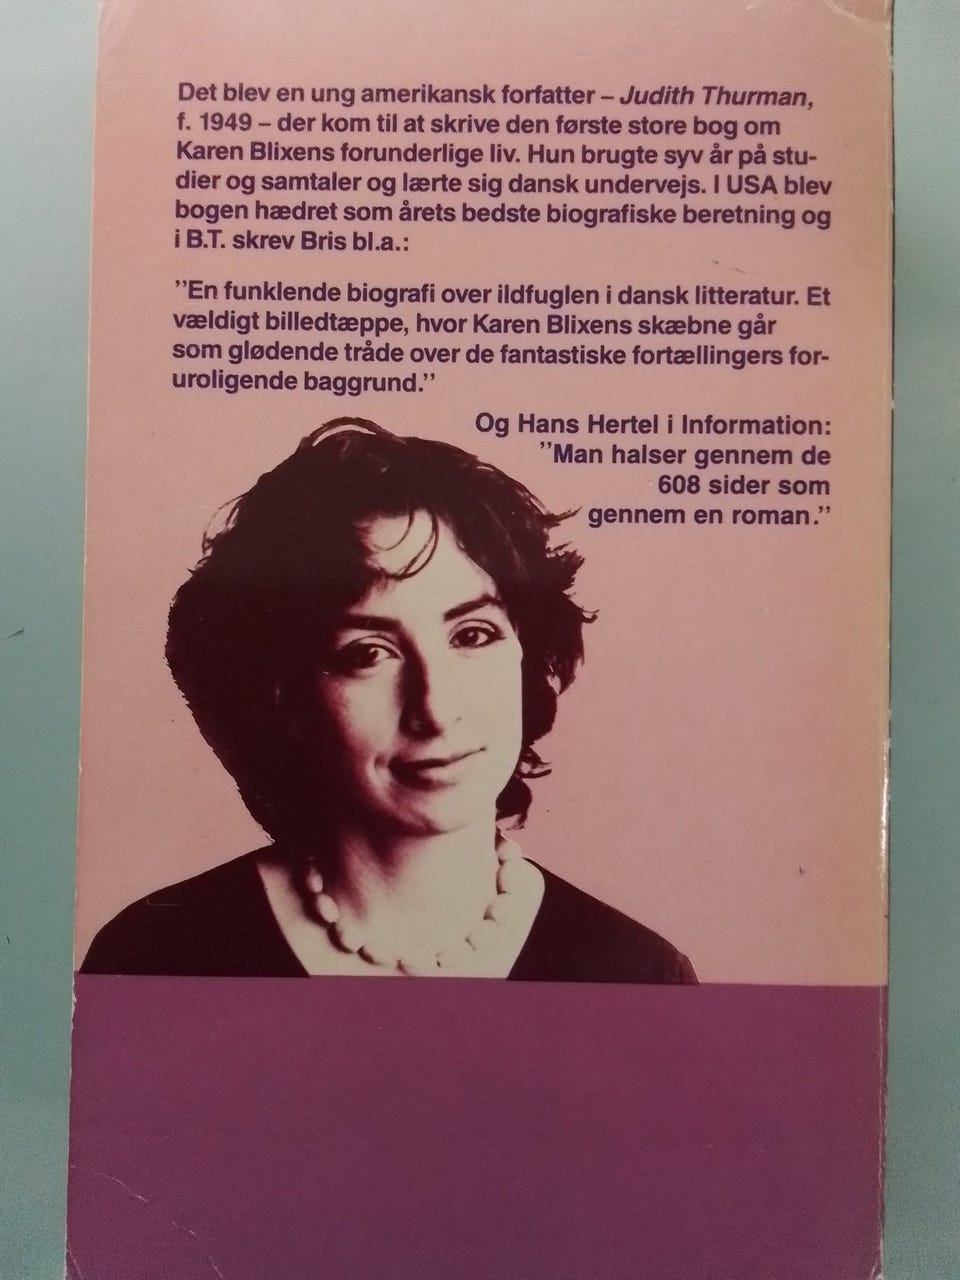 Det blev en ung amerikansk forfatter – Judith Thurman,
f. 1949 – der kom til at skrive den første store bog om
Karen Blixens forunderlige liv. Hun brugte syv år på stu-
dier og samtaler og lærte sig dansk undervejs. I USA blev
bogen hædret som årets bedste biografiske beretning og
i B.T. skrev Bris bl.a.:
”En funklende biografi over ildfuglen i dansk litteratur. Et
vældigt billedtæppe, hvor Karen Blixens skæbne går
som glødende tråde over de fantastiske fortællingers for-
uroligende baggrund.”
Og Hans Hertel i Information:
”Man halser gennem de
608 sider som
gennem en roman.”